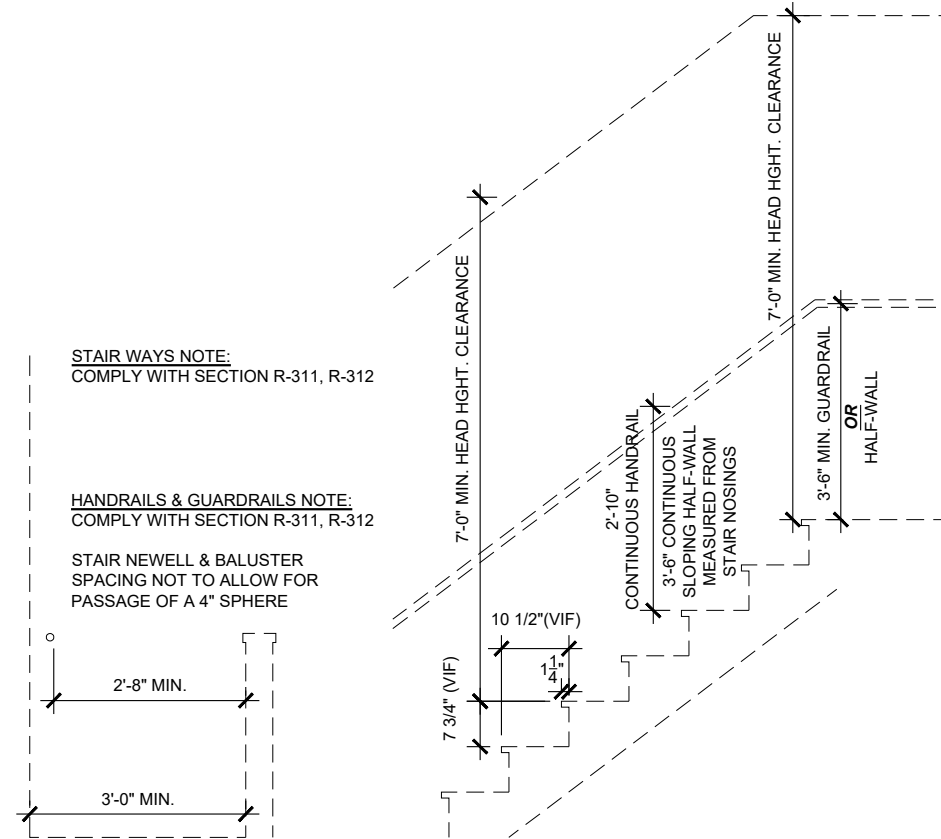 7'-0" MIN. HEAD HGHT. CLEARANCE
7'-0" MIN. HEAD HGHT. CLEARANCE
STAIR WAYS NOTE:
COMPLY WITH SECTION R-311, R-312
HANDRAILS & GUARDRAILS NOTE:
COMPLY WITH SECTION R-311, R-312
STAIR NEWELL & BALUSTER
SPACING NOT TO ALLOW FOR
PASSAGE OF A 4" SPHERE
2'-8" MIN.
3'-0" MIN.
10 1/2"(VIF)
1 1/4"
7 3/4" (VIF)
2'-10"
CONTINUOUS HANDRAIL
3'-6" CONTINUOUS
SLOPING HALF-WALL
MEASURED FROM
STAIR NOSINGS
3'-6" MIN. GUARDRAIL
OR
HALF-WALL